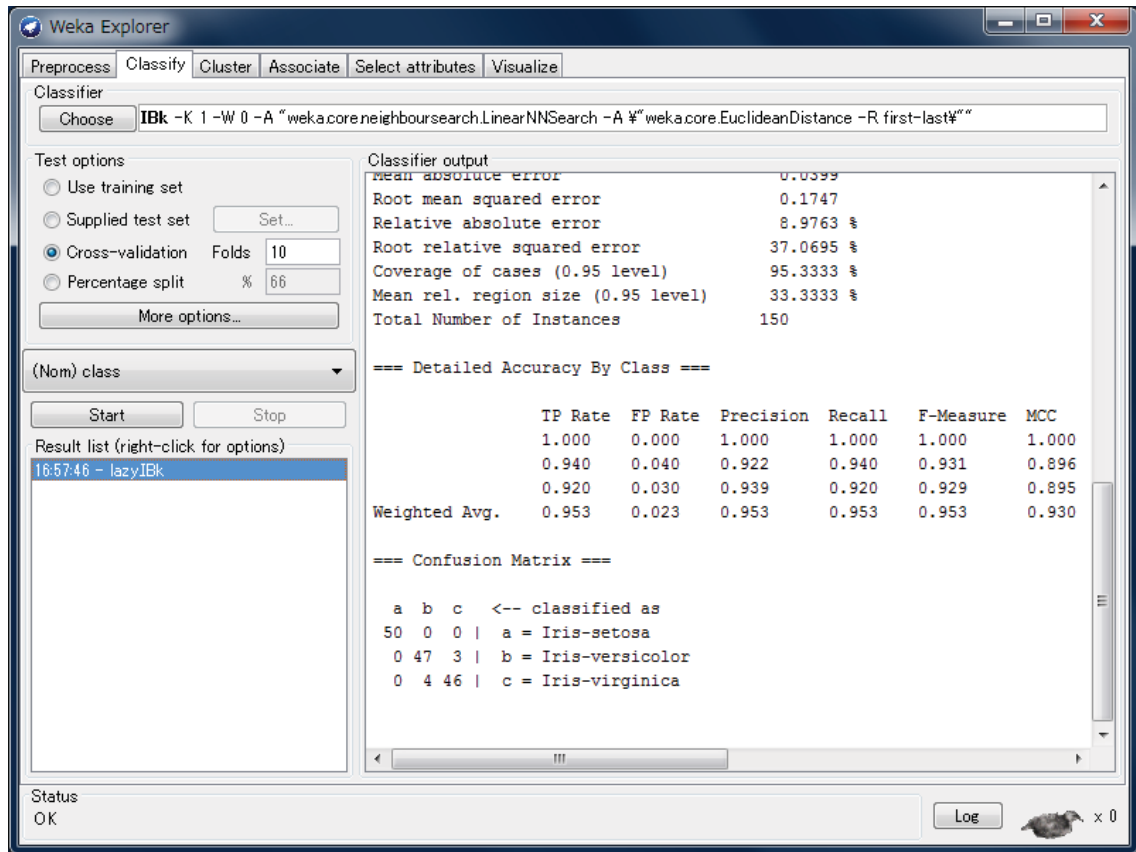 Weka Explorer
Preprocess Classify Cluster Associate Select attributes Visualize
Classifier
Choose IBk -K 1 -W 0 -A "weka.core.neighboursearch.LinearNNSearch -A ¥"weka.core.EuclideanDistance -R first-last¥""
Test options
Use training set
Supplied test set Set...
Cross-validation Folds 10
Percentage split % 66
More options...
(Nom) class
Start Stop
Result list (right-click for options)
16:57:46 - lazy.IBk
Classifier output
Mean absolute error 0.0399
Root mean squared error 0.1747
Relative absolute error 8.9763 %
Root relative squared error 37.0695 %
Coverage of cases (0.95 level) 95.3333 %
Mean rel. region size (0.95 level) 33.3333 %
Total Number of Instances 150
=== Detailed Accuracy By Class ===
TP Rate FP Rate Precision Recall F-Measure MCC
1.000 0.000 1.000 1.000 1.000 1.000
0.940 0.040 0.922 0.940 0.931 0.896
0.920 0.030 0.939 0.920 0.929 0.895
Weighted Avg. 0.953 0.023 0.953 0.953 0.953 0.930
=== Confusion Matrix ===
a b c <-- classified as
50 0 0 | a = Iris-setosa
0 47 3 | b = Iris-versicolor
0 4 46 | c = Iris-virginica
Status
OK
Log x 0